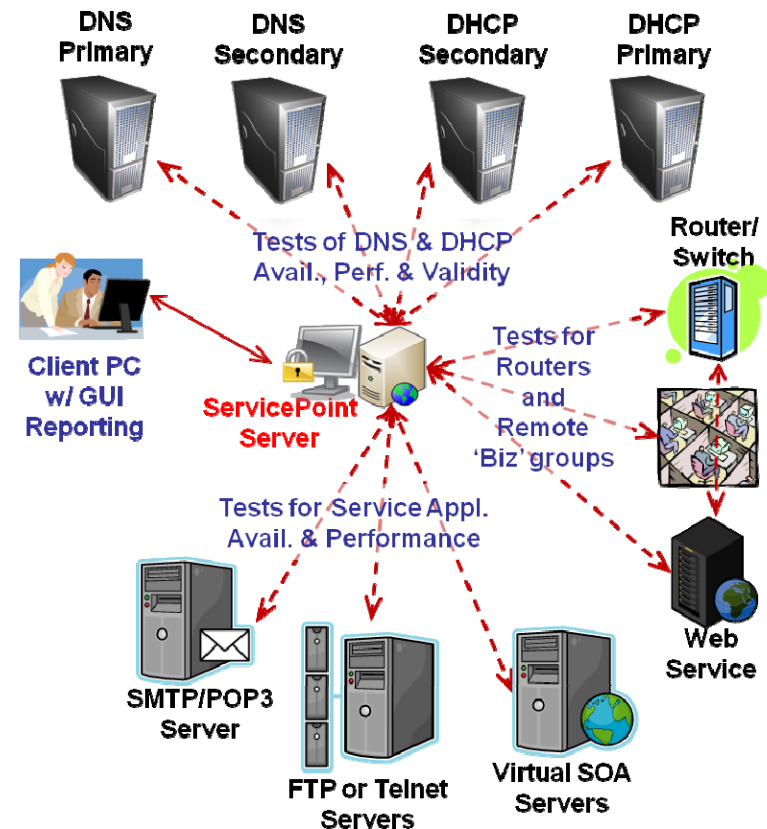 DNS
Primary
DNS
Secondary
DHCP
Secondary
DHCP
Primary
Tests of DNS & DHCP
Avail., Perf. & Validity
Router/
Switch
Client PC
w/ GUI
Reporting
ServicePoint
Server
Tests for
Routers
and
Remote
‘Biz’ groups
Tests for Service Appl.
Avail. & Performance
Web
Service
SMTP/POP3
Server
FTP or Telnet
Servers
Virtual SOA
Servers